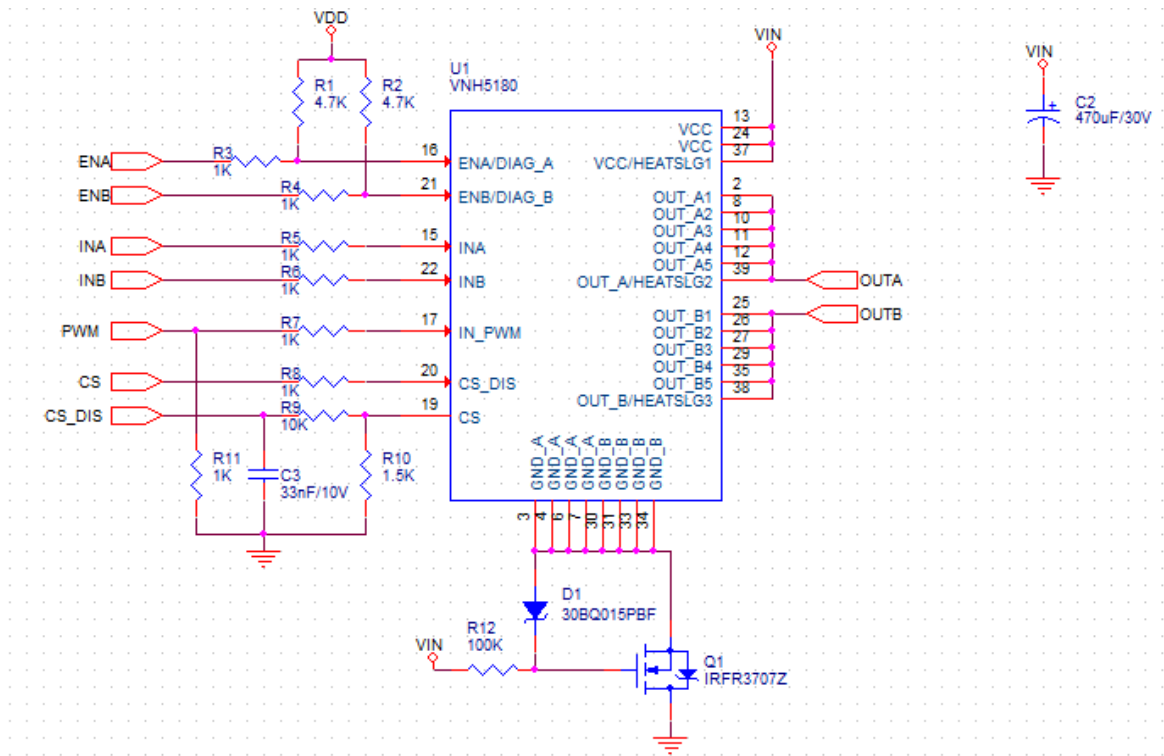 VDD
VIN
VIN
U1
VNH5180
R1
4.7K
R2
4.7K
C2
470uF/30V
ENA
R3
1K
16
ENA/DIAG_A
ENB
R4
1K
21
ENB/DIAG_B
INA
R5
1K
15
INA
INB
R6
1K
22
INB
PWM
R7
1K
17
IN_PWM
CS
R8
1K
20
CS_DIS
CS_DIS
R9
10K
19
CS
R11
1K
C3
33nF/10V
R10
1.5K
VCC
13
VCC
24
VCC/HEATSLG1
37
OUT_A1
2
OUT_A2
8
OUT_A3
10
OUT_A4
11
OUT_A5
12
OUT_A/HEATSLG2
39
OUTA
OUT_B1
25
OUTB
OUT_B2
26
OUT_B3
27
OUT_B4
29
OUT_B5
35
OUT_B/HEATSLG3
38
GND_A
GND_A
GND_A
GND_A
GND_B
GND_B
GND_B
GND_B
3
4
6
7
30
31
33
34
D1
30BQ015PBF
VIN
R12
100K
Q1
IRFR3707Z